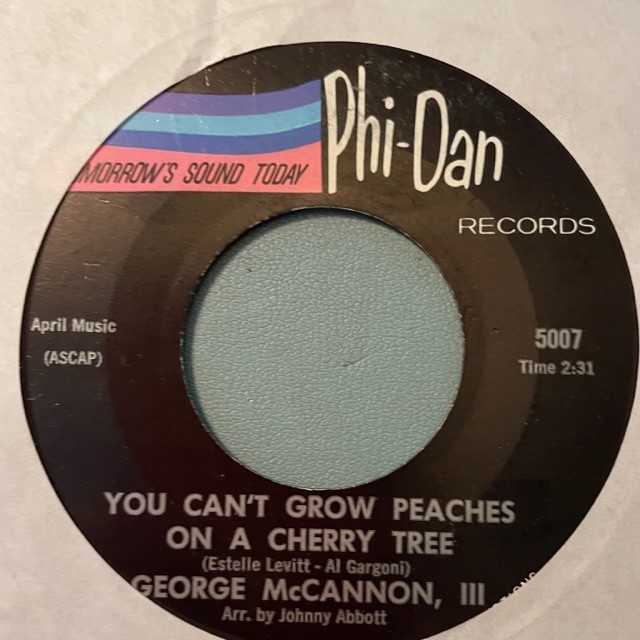 Phi-Dan
MORROW'S SOUND TODAY
RECORDS
April Music
(ASCAP)
5007
Time 2:31
YOU CAN'T GROW PEACHES
ON A CHERRY TREE
(Estelle Levitt - Al Gargoni)
GEORGE McCANNON, III
Arr. by Johnny Abbott